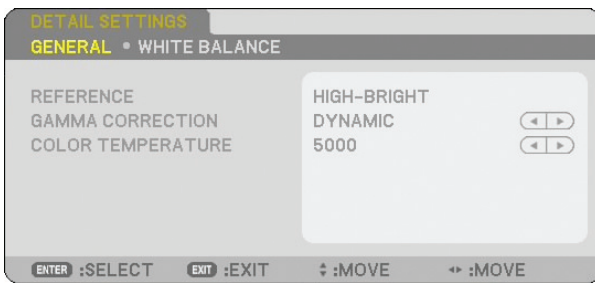 DETAIL SETTINGS
GENERAL • WHITE BALANCE
REFERENCE HIGH-BRIGHT
GAMMA CORRECTION DYNAMIC
COLOR TEMPERATURE 5000
ENTER :SELECT EXIT :EXIT :MOVE :MOVE